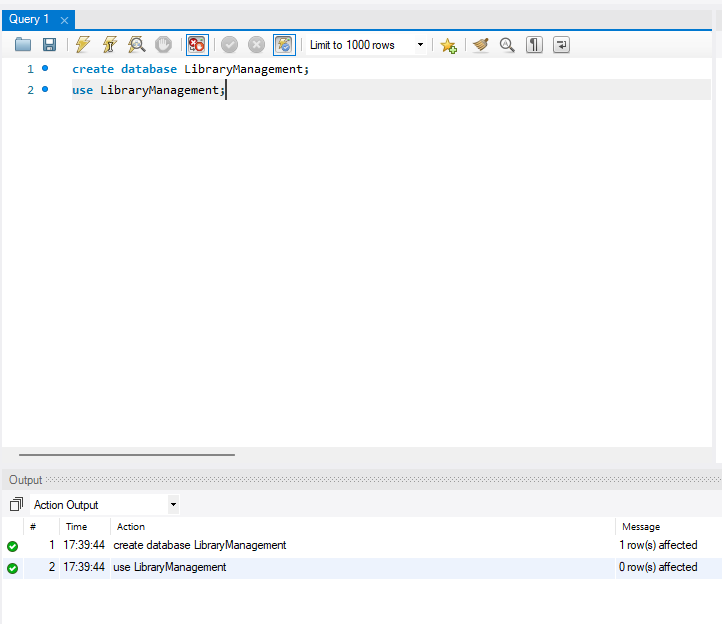 Query 1
Limit to 1000 rows
1 create database LibraryManagement;
2 use LibraryManagement;
Output
Action Output
# Time Action Message
1 17:39:44 create database LibraryManagement 1 row(s) affected
2 17:39:44 use LibraryManagement 0 row(s) affected